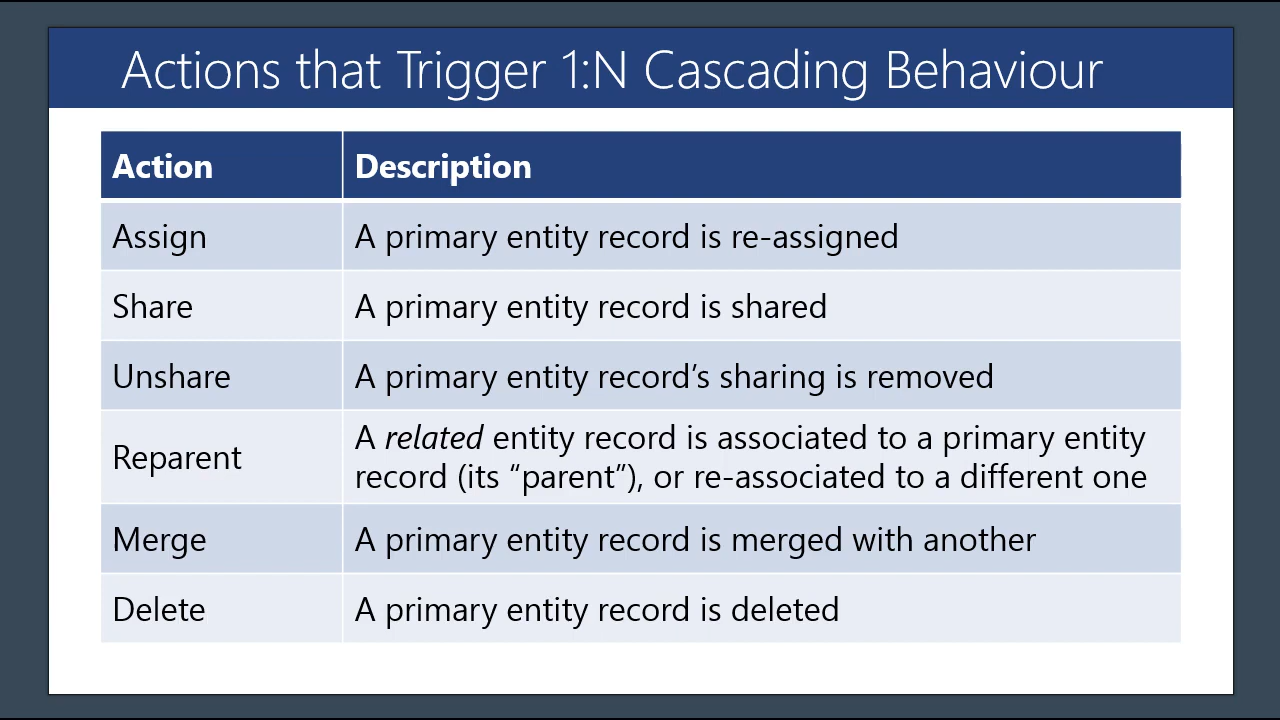 Actions that Trigger 1:N Cascading Behaviour
Action
Description
Assign
A primary entity record is re-assigned
Share
A primary entity record is shared
Unshare
A primary entity record’s sharing is removed
Reparent
A related entity record is associated to a primary entity
record (its “parent”), or re-associated to a different one
Merge
A primary entity record is merged with another
Delete
A primary entity record is deleted